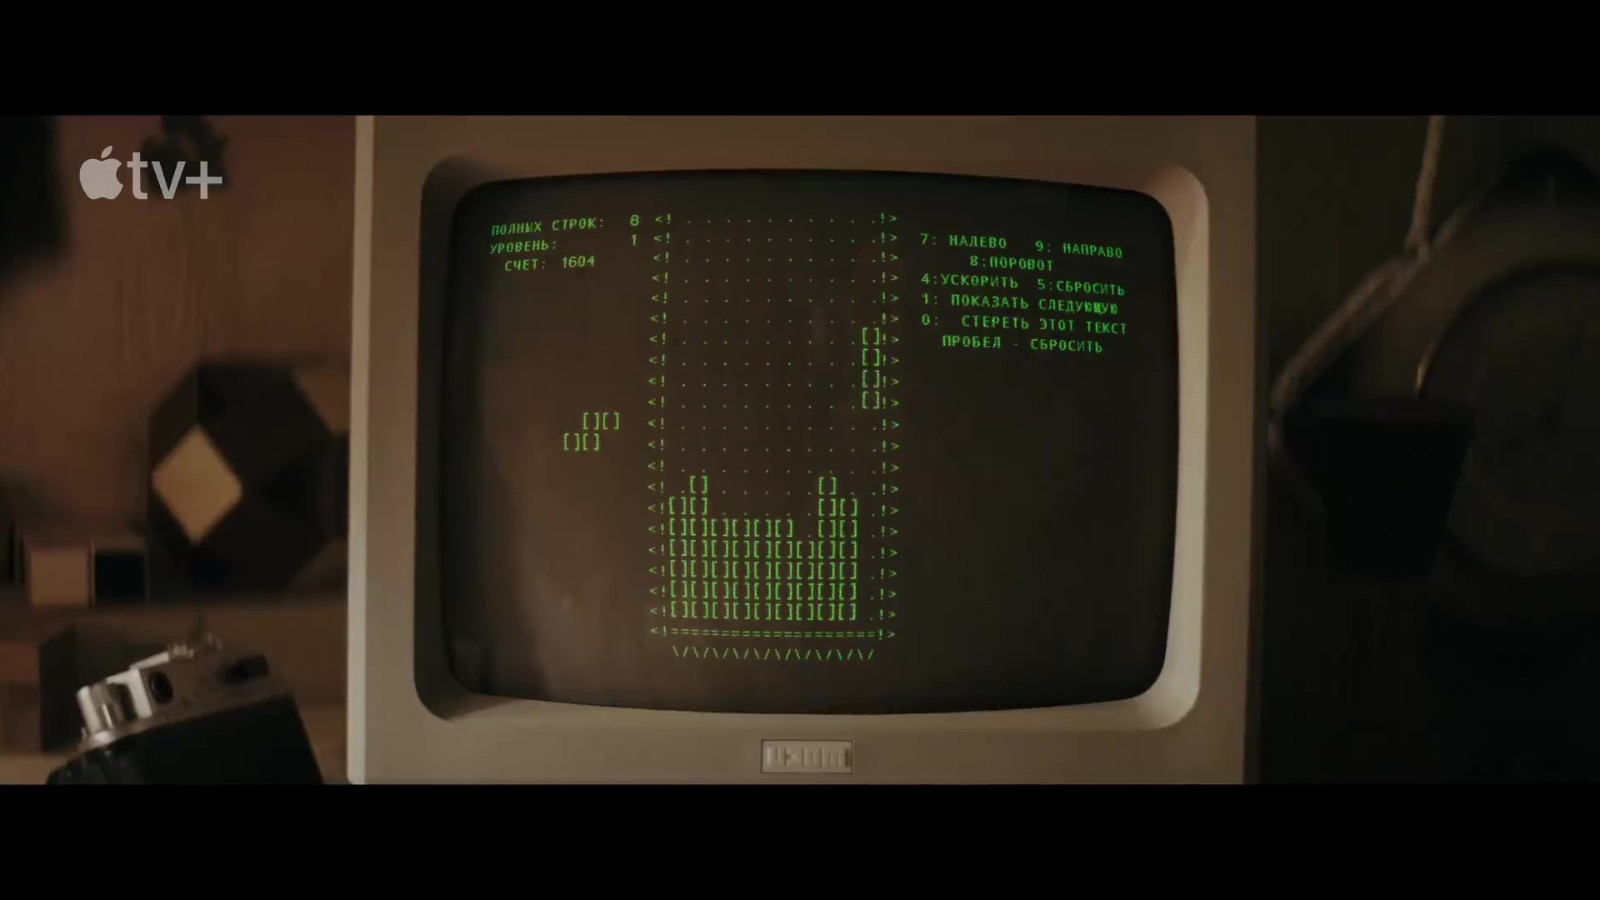 tv+
ПОЛНЫХ СТРОК: 8
УРОВЕНЬ: 1
СЧЕТ: 1604
7: НАЛЕВО 9: НАПРАВО
8:ПОРОВОТ
4:УСКОРИТЬ 5:СБРОСИТЬ
1: ПОКАЗАТЬ СЛЕДУЮЩУЮ
0: СТЕРЕТЬ ЭТОТ ТЕКСТ
ПРОБЕЛ - СБРОСИТЬ